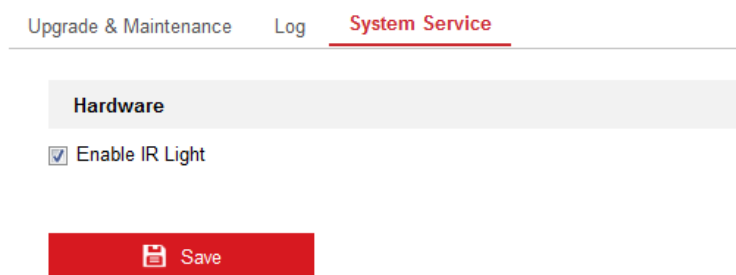 Upgrade & Maintenance Log System Service
Hardware
Enable IR Light
Save